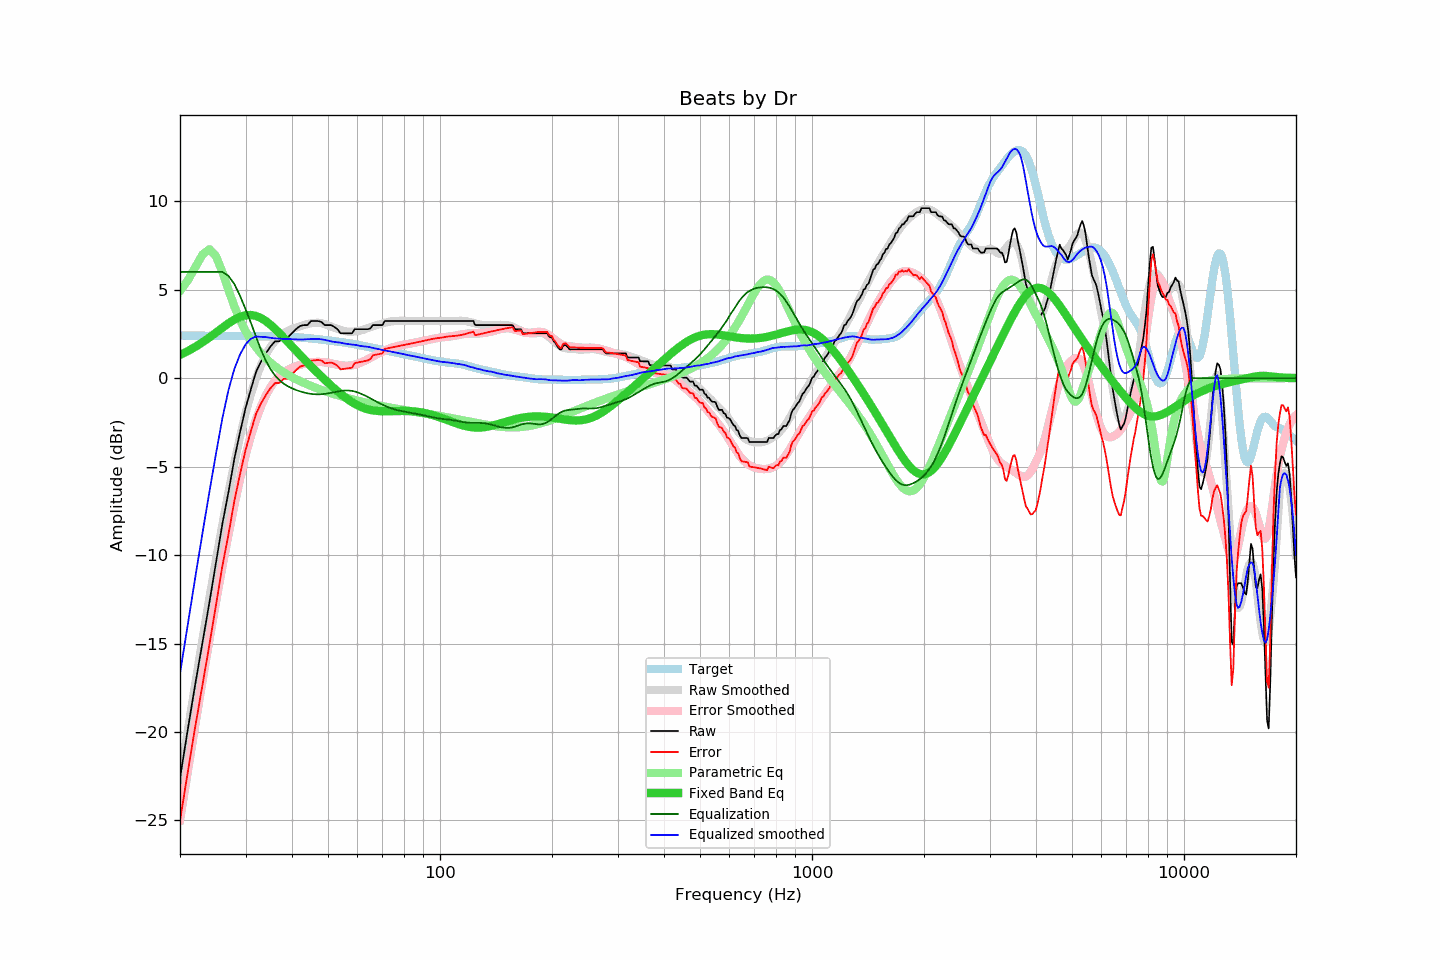 Beats by Dr
10
5
0
−5
−10
−15
−20
−25
Amplitude (dBr)
Target
Raw Smoothed
Error Smoothed
Raw
Error
Parametric Eq
Fixed Band Eq
Equalization
Equalized smoothed
100
1000
10000
Frequency (Hz)